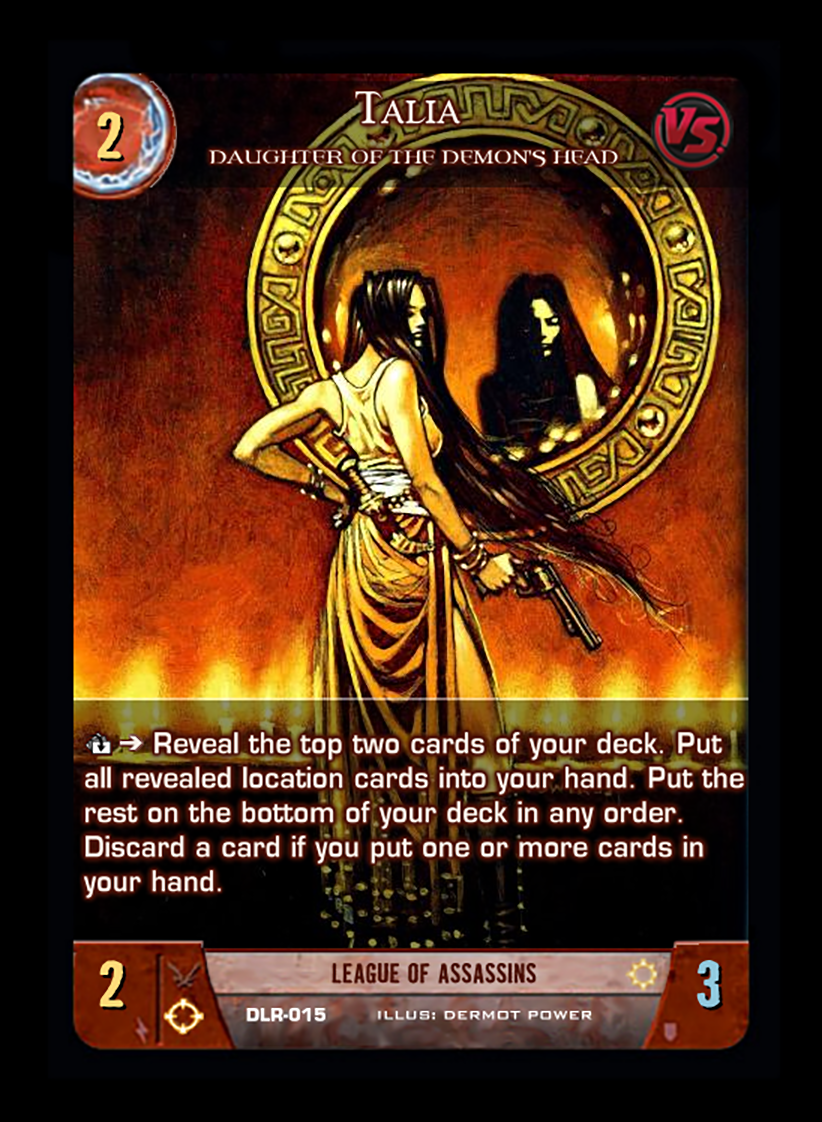 2
TALIA
VS.
DAUGHTER OF THE DEMON'S HEAD
→ Reveal the top two cards of your deck. Put
all revealed location cards into your hand. Put the
rest on the bottom of your deck in any order.
Discard a card if you put one or more cards in
your hand.
2
LEAGUE OF ASSASSINS
3
DLR-015 ILLUS: DERMOT POWER